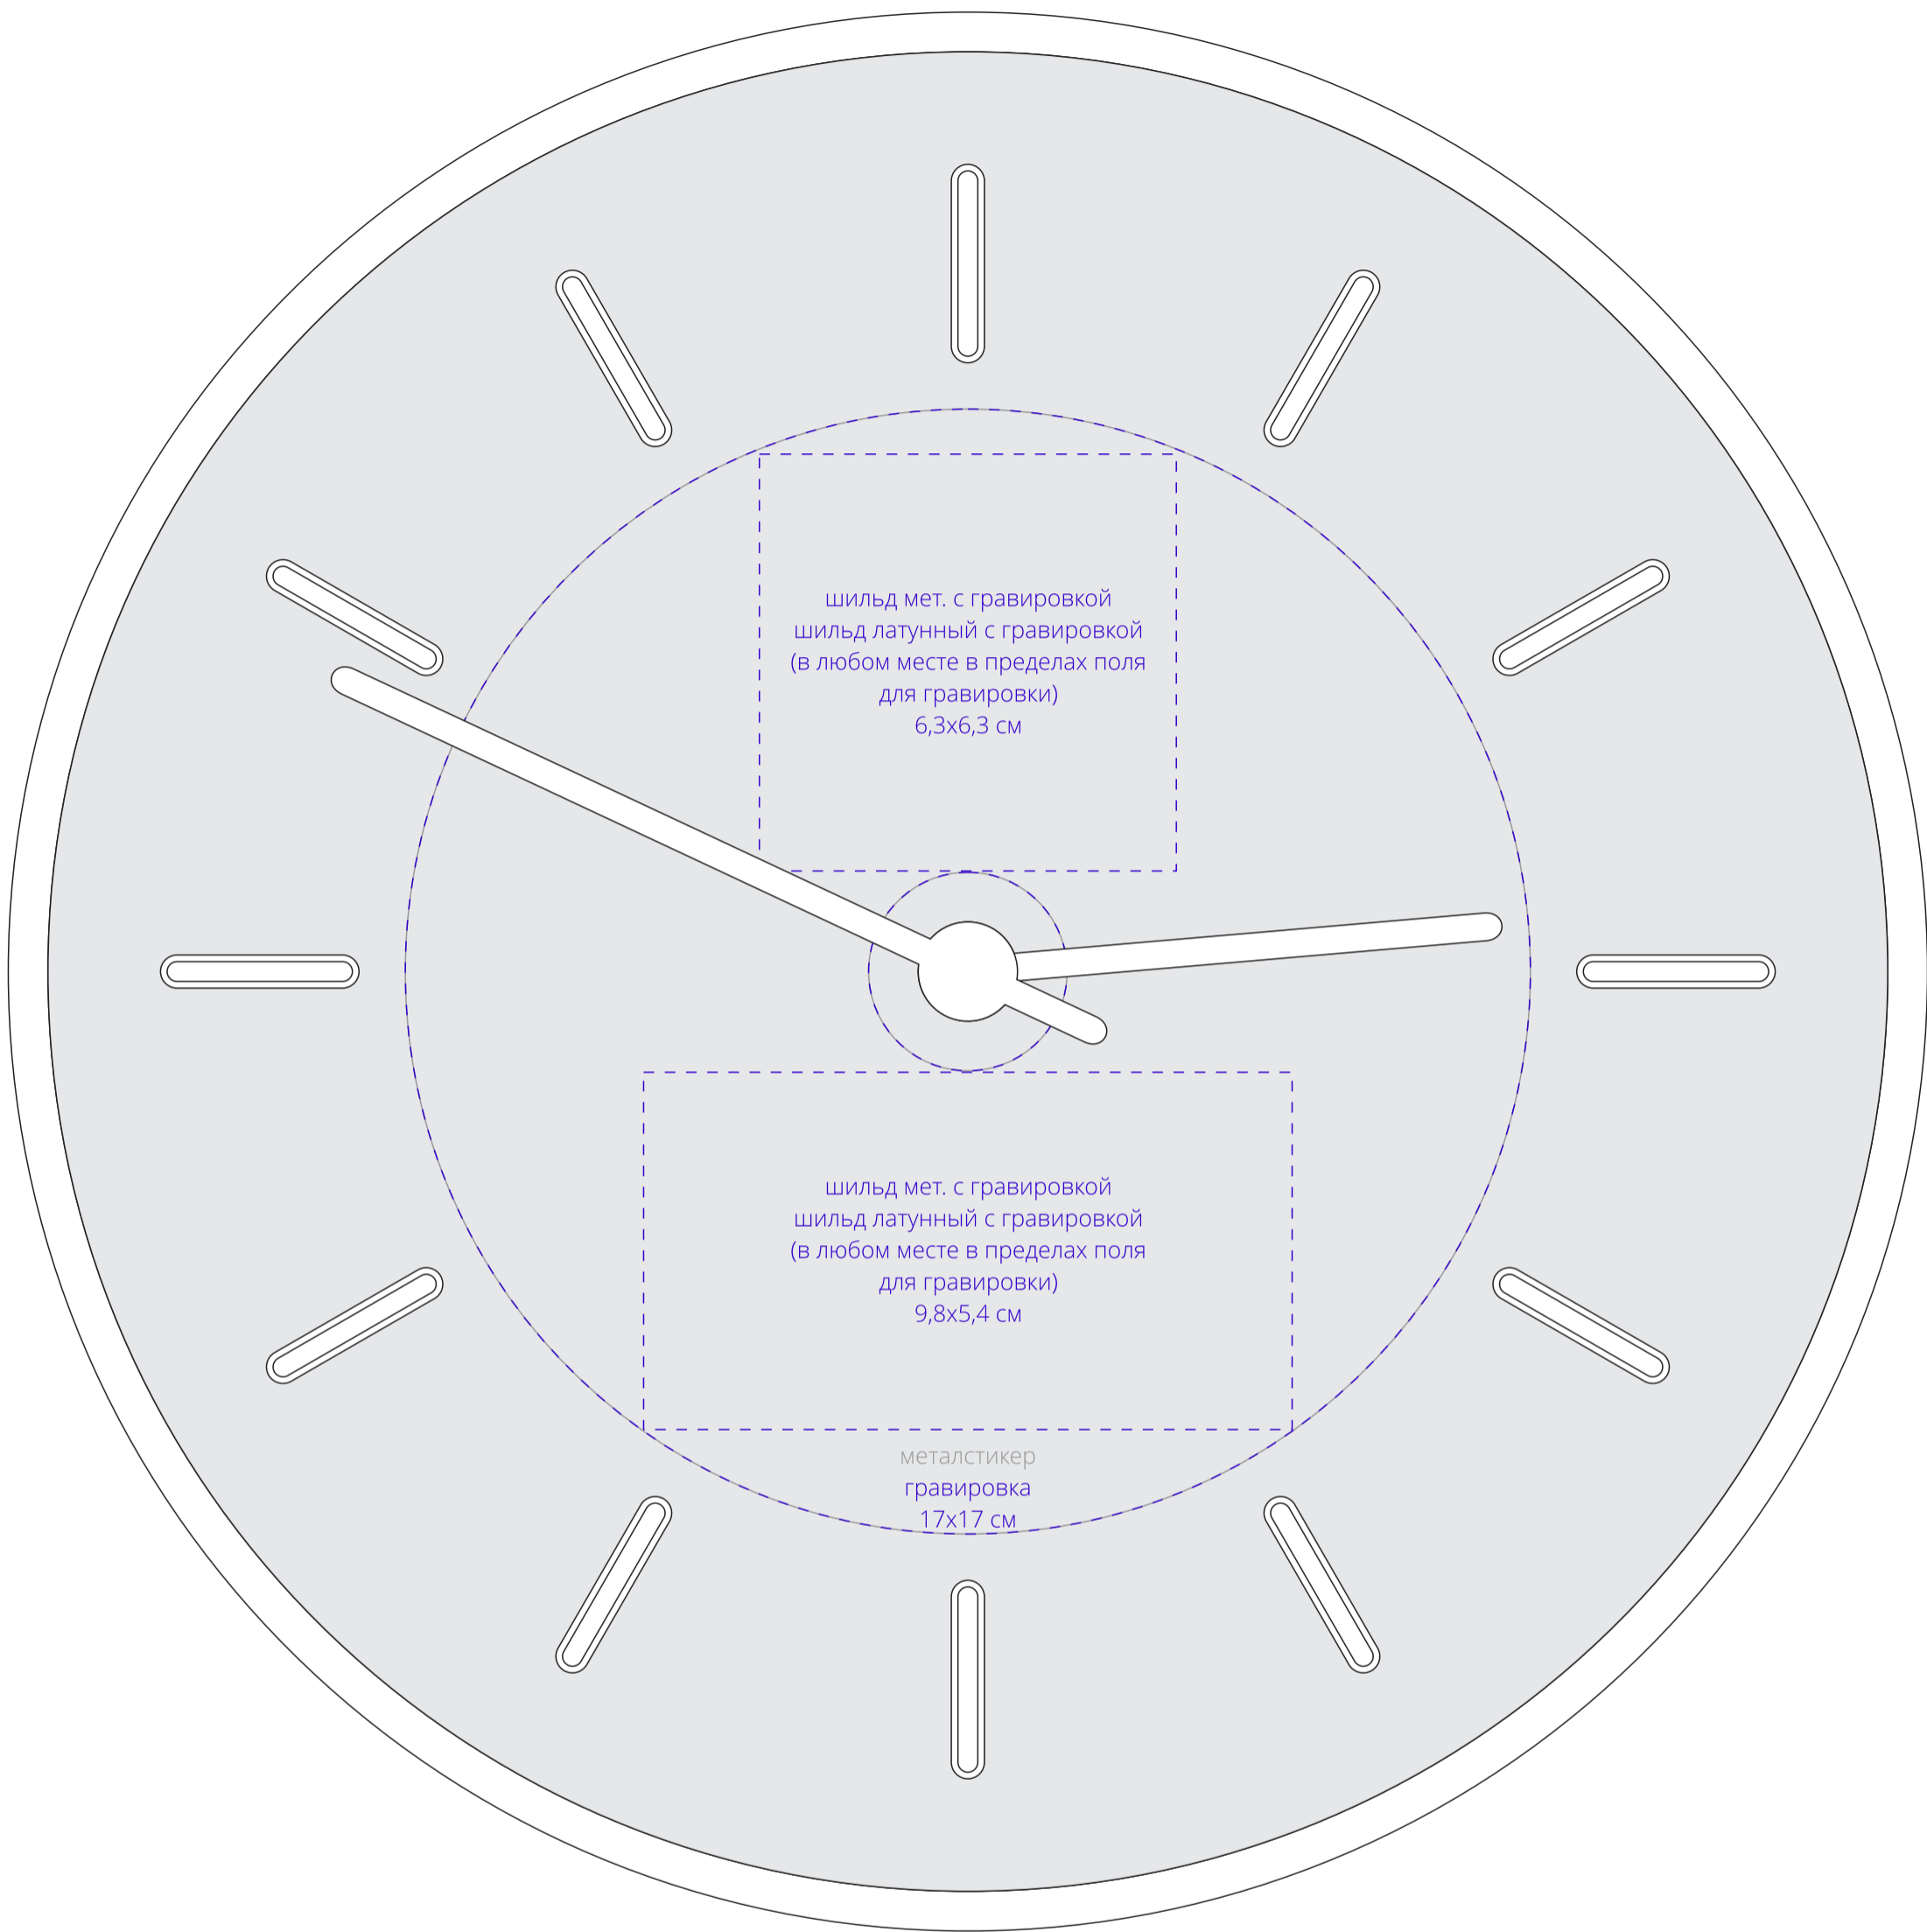 шильд мет. с гравировкой
шильд латунный с гравировкой
(в любом месте в пределах поля
для гравировки)
6,3х6,3 см
шильд мет. с гравировкой
шильд латунный с гравировкой
(в любом месте в пределах поля
для гравировки)
9,8х5,4 см
металстикер
гравировка
17х17 см